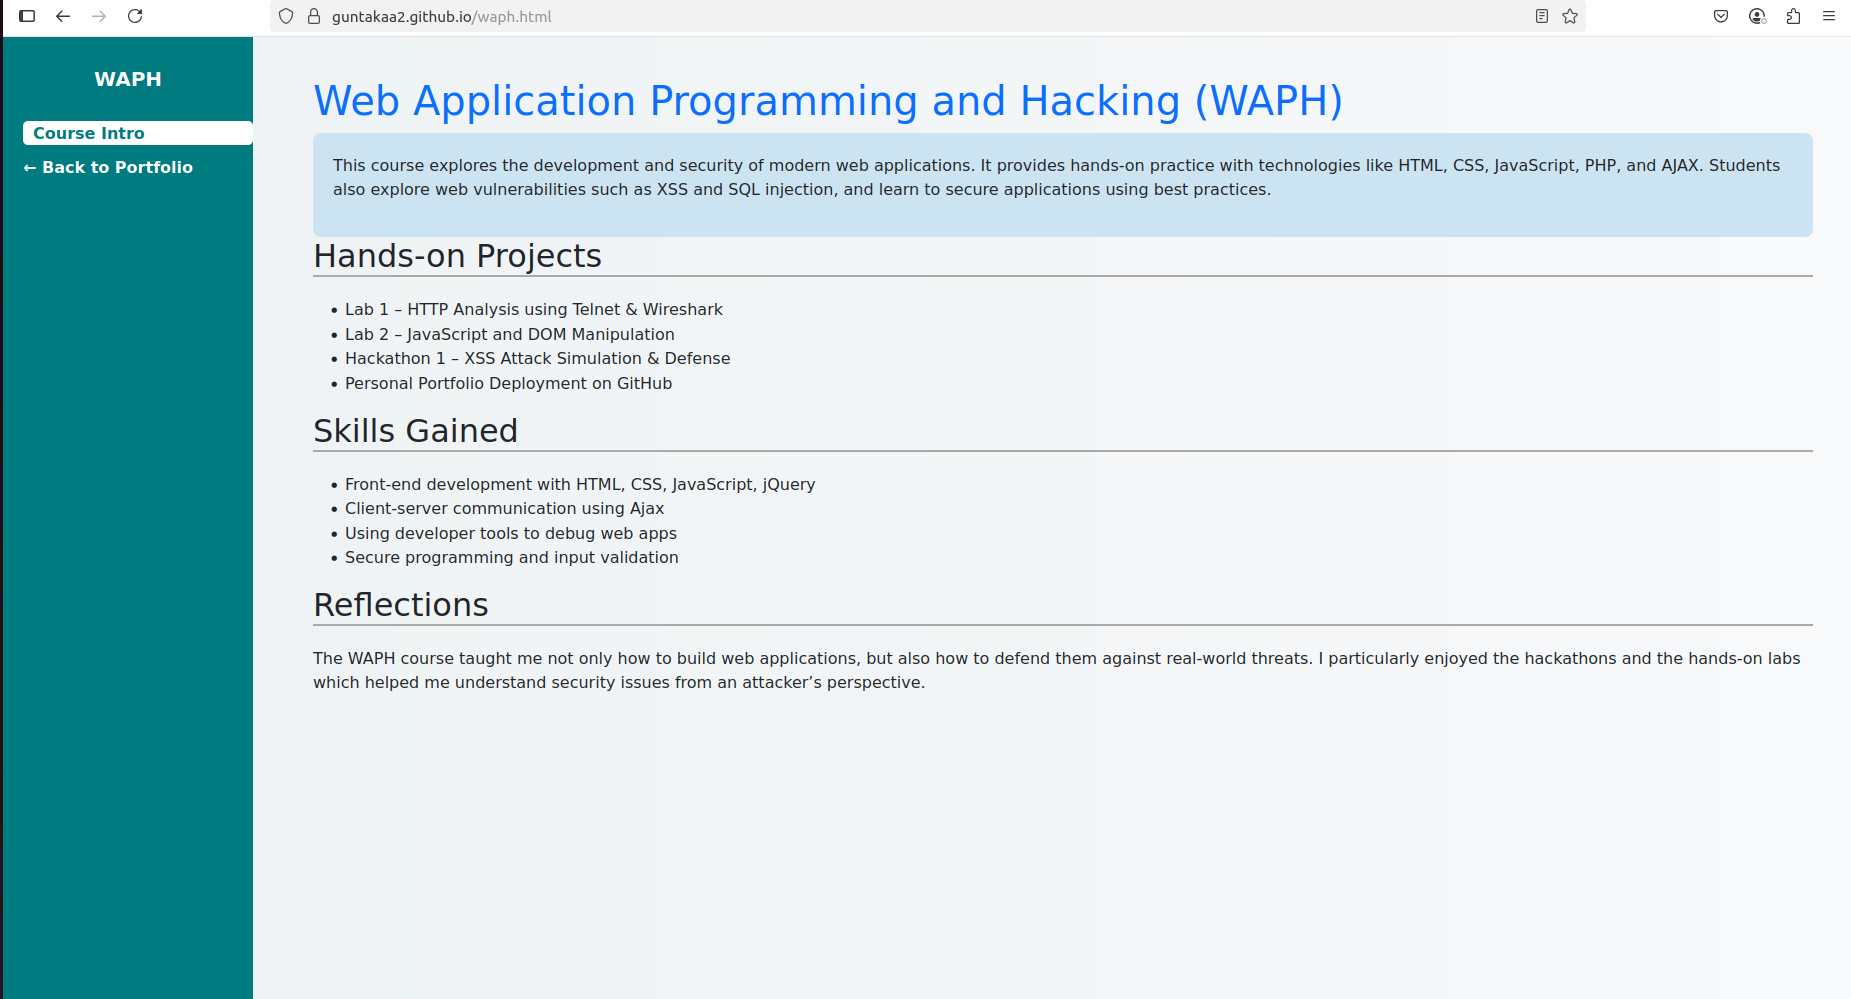 guntakaa2.github.io/waph.html
WAPH
Course Intro
← Back to Portfolio
Web Application Programming and Hacking (WAPH)
This course explores the development and security of modern web applications. It provides hands-on practice with technologies like HTML, CSS, JavaScript, PHP, and AJAX. Students
also explore web vulnerabilities such as XSS and SQL injection, and learn to secure applications using best practices.
Hands-on Projects
• Lab 1 – HTTP Analysis using Telnet & Wireshark
• Lab 2 – JavaScript and DOM Manipulation
• Hackathon 1 – XSS Attack Simulation & Defense
• Personal Portfolio Deployment on GitHub
Skills Gained
• Front-end development with HTML, CSS, JavaScript, jQuery
• Client-server communication using Ajax
• Using developer tools to debug web apps
• Secure programming and input validation
Reflections
The WAPH course taught me not only how to build web applications, but also how to defend them against real-world threats. I particularly enjoyed the hackathons and the hands-on labs
which helped me understand security issues from an attacker’s perspective.